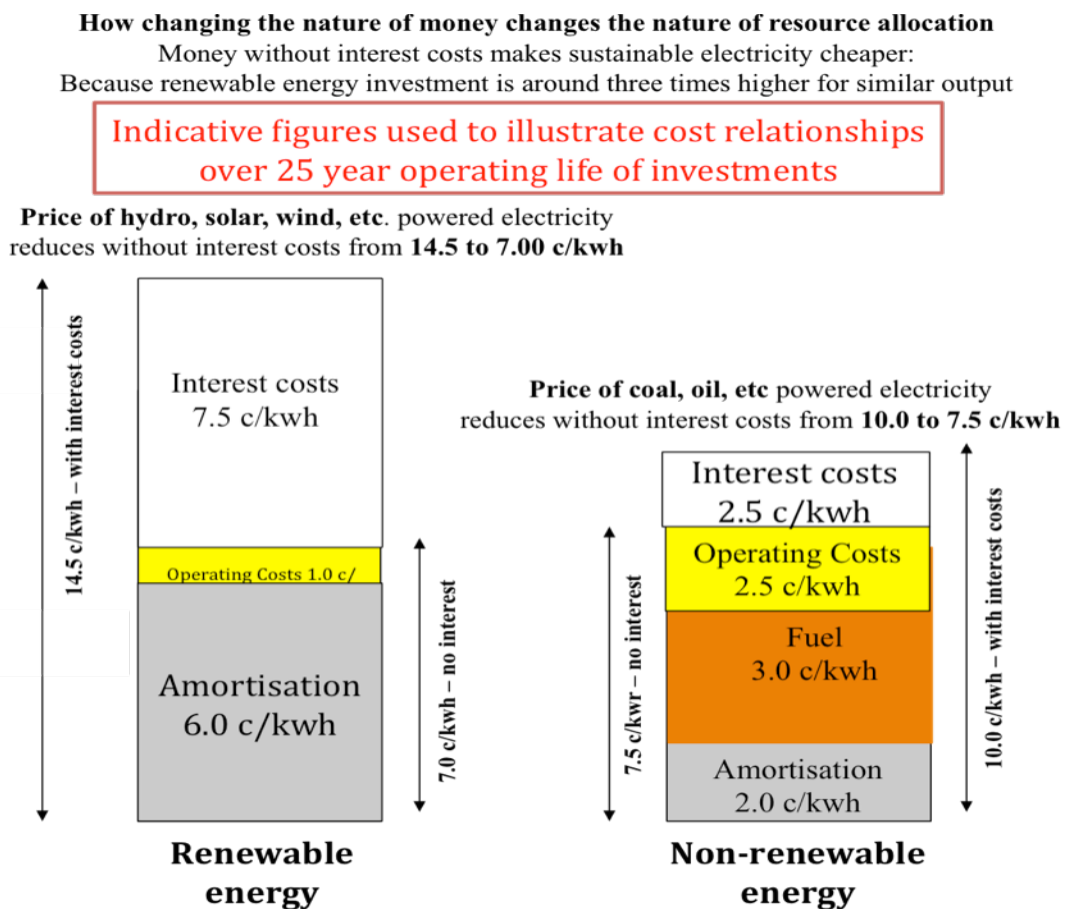 How changing the nature of money changes the nature of resource allocation
Money without interest costs makes sustainable electricity cheaper:
Because renewable energy investment is around three times higher for similar output
Indicative figures used to illustrate cost relationships
over 25 year operating life of investments
Price of hydro, solar, wind, etc. powered electricity
reduces without interest costs from 14.5 to 7.00 c/kwh
14.5 c/kwh – with interest costs
Interest costs
7.5 c/kwh
Operating Costs 1.0 c/
Amortisation
6.0 c/kwh
7.0 c/kwh – no interest
Renewable
energy
Price of coal, oil, etc powered electricity
reduces without interest costs from 10.0 to 7.5 c/kwh
7.5 c/kwr – no interest
Interest costs
2.5 c/kwh
Operating Costs
2.5 c/kwh
Fuel
3.0 c/kwh
Amortisation
2.0 c/kwh
10.0 c/kwh – with interest costs
Non-renewable
energy